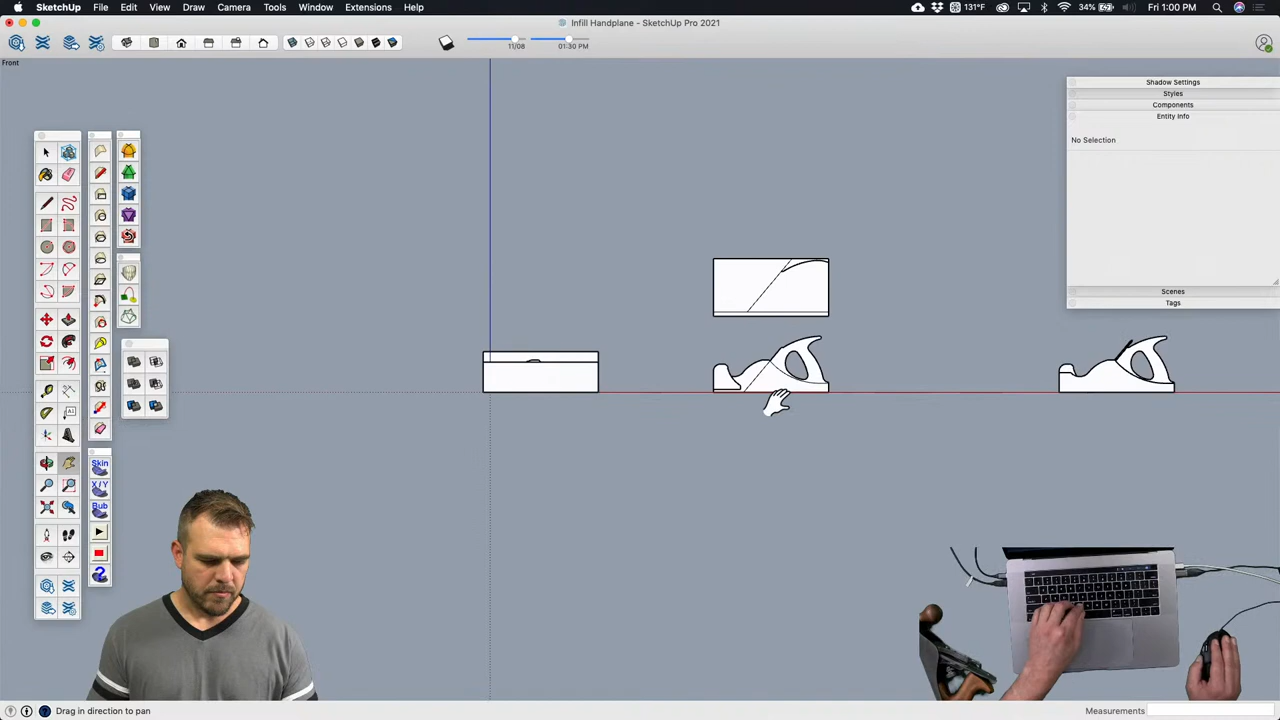 SketchUp File Edit View Draw Camera Tools Window Extensions Help
131°F 34% Fri 1:00 PM
Infill Handplane - SketchUp Pro 2021
11/08 01:30 PM
Front
Shadow Settings
Styles
Components
Entity Info
No Selection
Scenes
Tags
A1
Skin
X/Y
Bub
?
Drag in direction to pan
Measurements